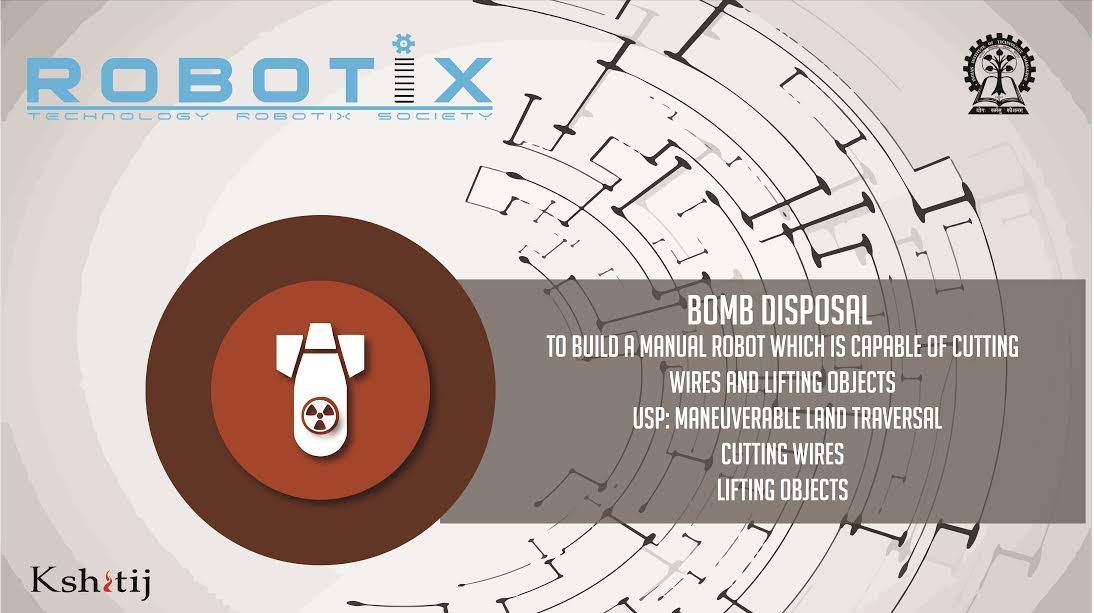 ROBOTIX
TECHNOLOGY ROBOTIX SOCIETY
BOMB DISPOSAL
TO BUILD A MANUAL ROBOT WHICH IS CAPABLE OF CUTTING
WIRES AND LIFTING OBJECTS
USP: MANEUVERABLE LAND TRAVERSAL
CUTTING WIRES
LIFTING OBJECTS
Kshitij